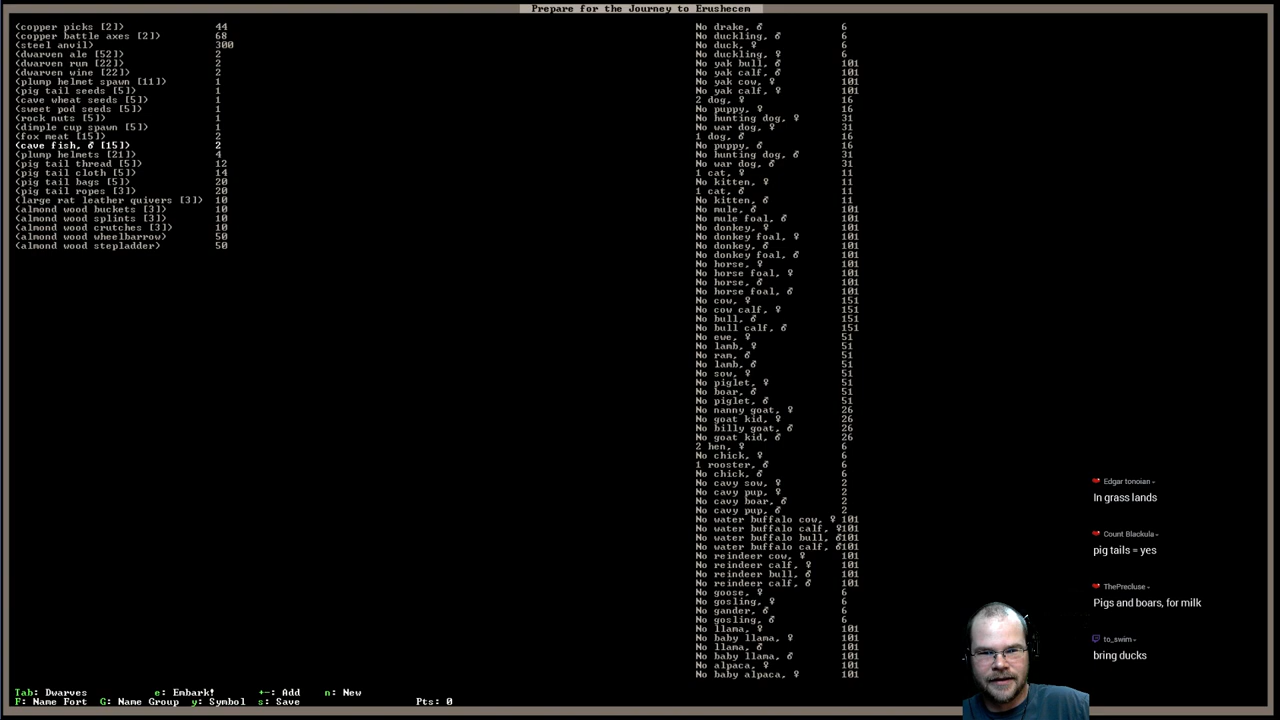 Prepare for the Journey to Erushecem
(copper picks [2]) 44
(copper battle axes [2]) 68
(steel anvil) 300
(dwarven ale [52]) 2
(dwarven rum [22]) 2
(dwarven wine [22]) 2
(plump helmet spawn [11]) 1
(pig tail seeds [5]) 1
(cave wheat seeds [5]) 1
(sweet pod seeds [5]) 1
(rock nuts [5]) 1
(dimple cup spawn [5]) 1
(fox meat [15]) 2
(cave fish, ♂ [15]) 2
(plump helmets [21]) 4
(pig tail thread [5]) 12
(pig tail cloth [5]) 14
(pig tail bags [5]) 20
(pig tail ropes [3]) 20
(large rat leather quivers [3]) 10
(almond wood buckets [3]) 10
(almond wood splints [3]) 10
(almond wood crutches [3]) 10
(almond wood wheelbarrow) 50
(almond wood stepladder) 50
No drake, ♂ 6
No duckling, ♂ 6
No duck, ♀ 6
No duckling, ♀ 6
No yak bull, ♂ 101
No yak calf, ♂ 101
No yak cow, ♀ 101
No yak calf, ♀ 101
2 dog, ♀ 16
No puppy, ♀ 16
No hunting dog, ♀ 31
No war dog, ♀ 31
1 dog, ♂ 16
No puppy, ♂ 16
No hunting dog, ♂ 31
No war dog, ♂ 31
1 cat, ♀ 11
No kitten, ♀ 11
1 cat, ♂ 11
No kitten, ♂ 11
No mule, ♂ 101
No mule foal, ♂ 101
No donkey, ♀ 101
No donkey foal, ♀ 101
No donkey, ♂ 101
No donkey foal, ♂ 101
No horse, ♀ 101
No horse foal, ♀ 101
No horse, ♂ 101
No horse foal, ♂ 101
No cow, ♀ 151
No cow calf, ♀ 151
No bull, ♂ 151
No bull calf, ♂ 151
No ewe, ♀ 51
No lamb, ♀ 51
No ram, ♂ 51
No lamb, ♂ 51
No sow, ♀ 51
No piglet, ♀ 51
No boar, ♂ 51
No piglet, ♂ 51
No nanny goat, ♀ 26
No goat kid, ♀ 26
No billy goat, ♂ 26
No goat kid, ♂ 26
2 hen, ♀ 6
No chick, ♀ 6
1 rooster, ♂ 6
No chick, ♂ 6
No cavy sow, ♀ 2
No cavy pup, ♀ 2
No cavy boar, ♂ 2
No cavy pup, ♂ 2
No water buffalo cow, ♀ 101
No water buffalo calf, ♀101
No water buffalo bull, ♂101
No water buffalo calf, ♂101
No reindeer cow, ♀ 101
No reindeer calf, ♀ 101
No reindeer bull, ♂ 101
No reindeer calf, ♂ 101
No goose, ♀ 6
No gosling, ♀ 6
No gander, ♂ 6
No gosling, ♂ 6
No llama, ♀ 101
No baby llama, ♀ 101
No llama, ♂ 101
No baby llama, ♂ 101
No alpaca, ♀ 101
No baby alpaca, ♀ 101
Edgar tonoian
In grass lands
Count Blackula
pig tails = yes
ThePrecluse
Pigs and boars, for milk
to_swim
bring ducks
Tab: Dwarves e: Embark! +-: Add n: New
F: Name Fort G: Name Group y: Symbol s: Save Pts: 0